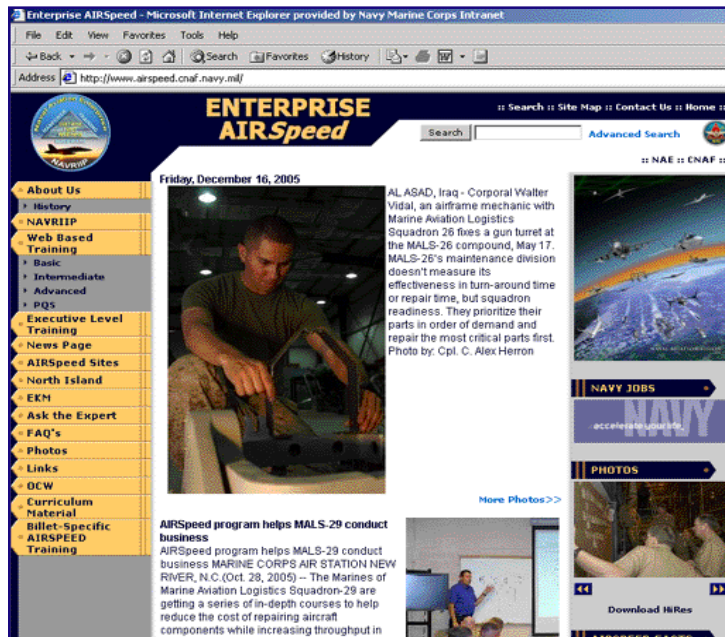 Enterprise AIRSpeed - Microsoft Internet Explorer provided by Navy Marine Corps Intranet
File Edit View Favorites Tools Help
Back Search Favorites History
Address http://www.airspeed.cnaf.navy.mil/
NAVRIIP
ENTERPRISE
AIRSpeed
:: Search :: Site Map :: Contact Us :: Home ::
Search Advanced Search
:: NAE :: CNAF ::
About Us
History
NAVRIIP
Web Based
Training
Basic
Intermediate
Advanced
PQS
Executive Level
Training
News Page
AIRSpeed Sites
North Island
EKM
Ask the Expert
FAQ's
Photos
Links
OCW
Curriculum
Material
Billet-Specific
AIRSPEED
Training
Friday, December 16, 2005
AL ASAD, Iraq - Corporal Walter
Vidal, an airframe mechanic with
Marine Aviation Logistics
Squadron 26 fixes a gun turret at
the MALS-26 compound, May 17.
MALS-26's maintenance division
doesn't measure its
effectiveness in turn-around time
or repair time, but squadron
readiness. They prioritize their
parts in order of demand and
repair the most critical parts first.
Photo by: Cpl. C. Alex Herron
More Photos>>
AIRSpeed program helps MALS-29 conduct
business
AIRSpeed program helps MALS-29 conduct
business MARINE CORPS AIR STATION NEW
RIVER, N.C.(Oct. 28, 2005) -- The Marines of
Marine Aviation Logistics Squadron-29 are
getting a series of in-depth courses to help
reduce the cost of repairing aircraft
components while increasing throughput in
NAVY JOBS
NAVY
accelerate your life
PHOTOS
Download HiRes